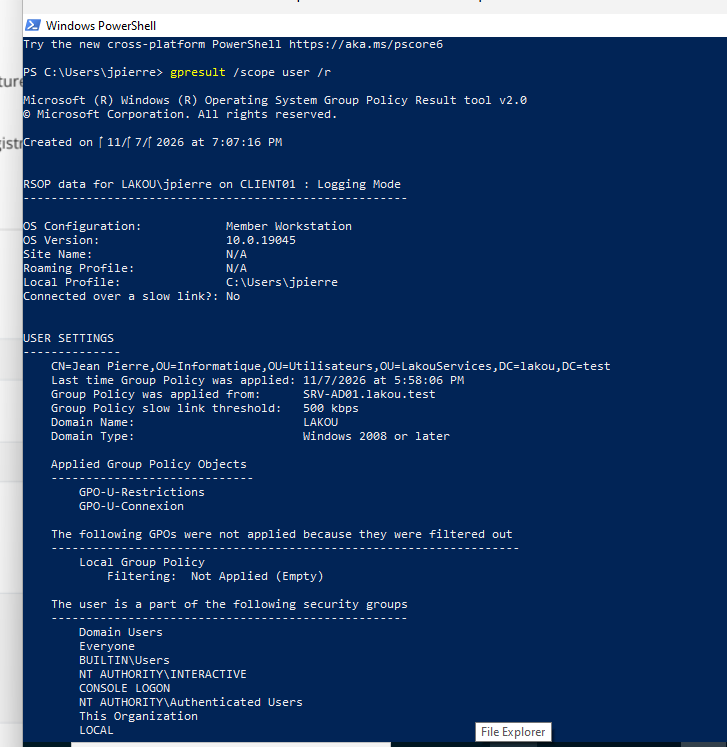 Windows PowerShell
Try the new cross-platform PowerShell https://aka.ms/pscore6
PS C:\Users\jpierre> gpresult /scope user /r
Microsoft (R) Windows (R) Operating System Group Policy Result tool v2.0
© Microsoft Corporation. All rights reserved.
Created on 11/ 7/ 2026 at 7:07:16 PM
RSOP data for LAKOU\jpierre on CLIENT01 : Logging Mode
------------------------------------------------------
OS Configuration: Member Workstation
OS Version: 10.0.19045
Site Name: N/A
Roaming Profile: N/A
Local Profile: C:\Users\jpierre
Connected over a slow link?: No
USER SETTINGS
--------------
CN=Jean Pierre,OU=Informatique,OU=Utilisateurs,OU=LakouServices,DC=lakou,DC=test
Last time Group Policy was applied: 11/7/2026 at 5:58:06 PM
Group Policy was applied from: SRV-AD01.lakou.test
Group Policy slow link threshold: 500 kbps
Domain Name: LAKOU
Domain Type: Windows 2008 or later
Applied Group Policy Objects
-----------------------------
GPO-U-Restrictions
GPO-U-Connexion
The following GPOs were not applied because they were filtered out
-------------------------------------------------------------------
Local Group Policy
Filtering: Not Applied (Empty)
The user is a part of the following security groups
---------------------------------------------------
Domain Users
Everyone
BUILTIN\Users
NT AUTHORITY\INTERACTIVE
CONSOLE LOGON
NT AUTHORITY\Authenticated Users
This Organization
LOCAL
File Explorer